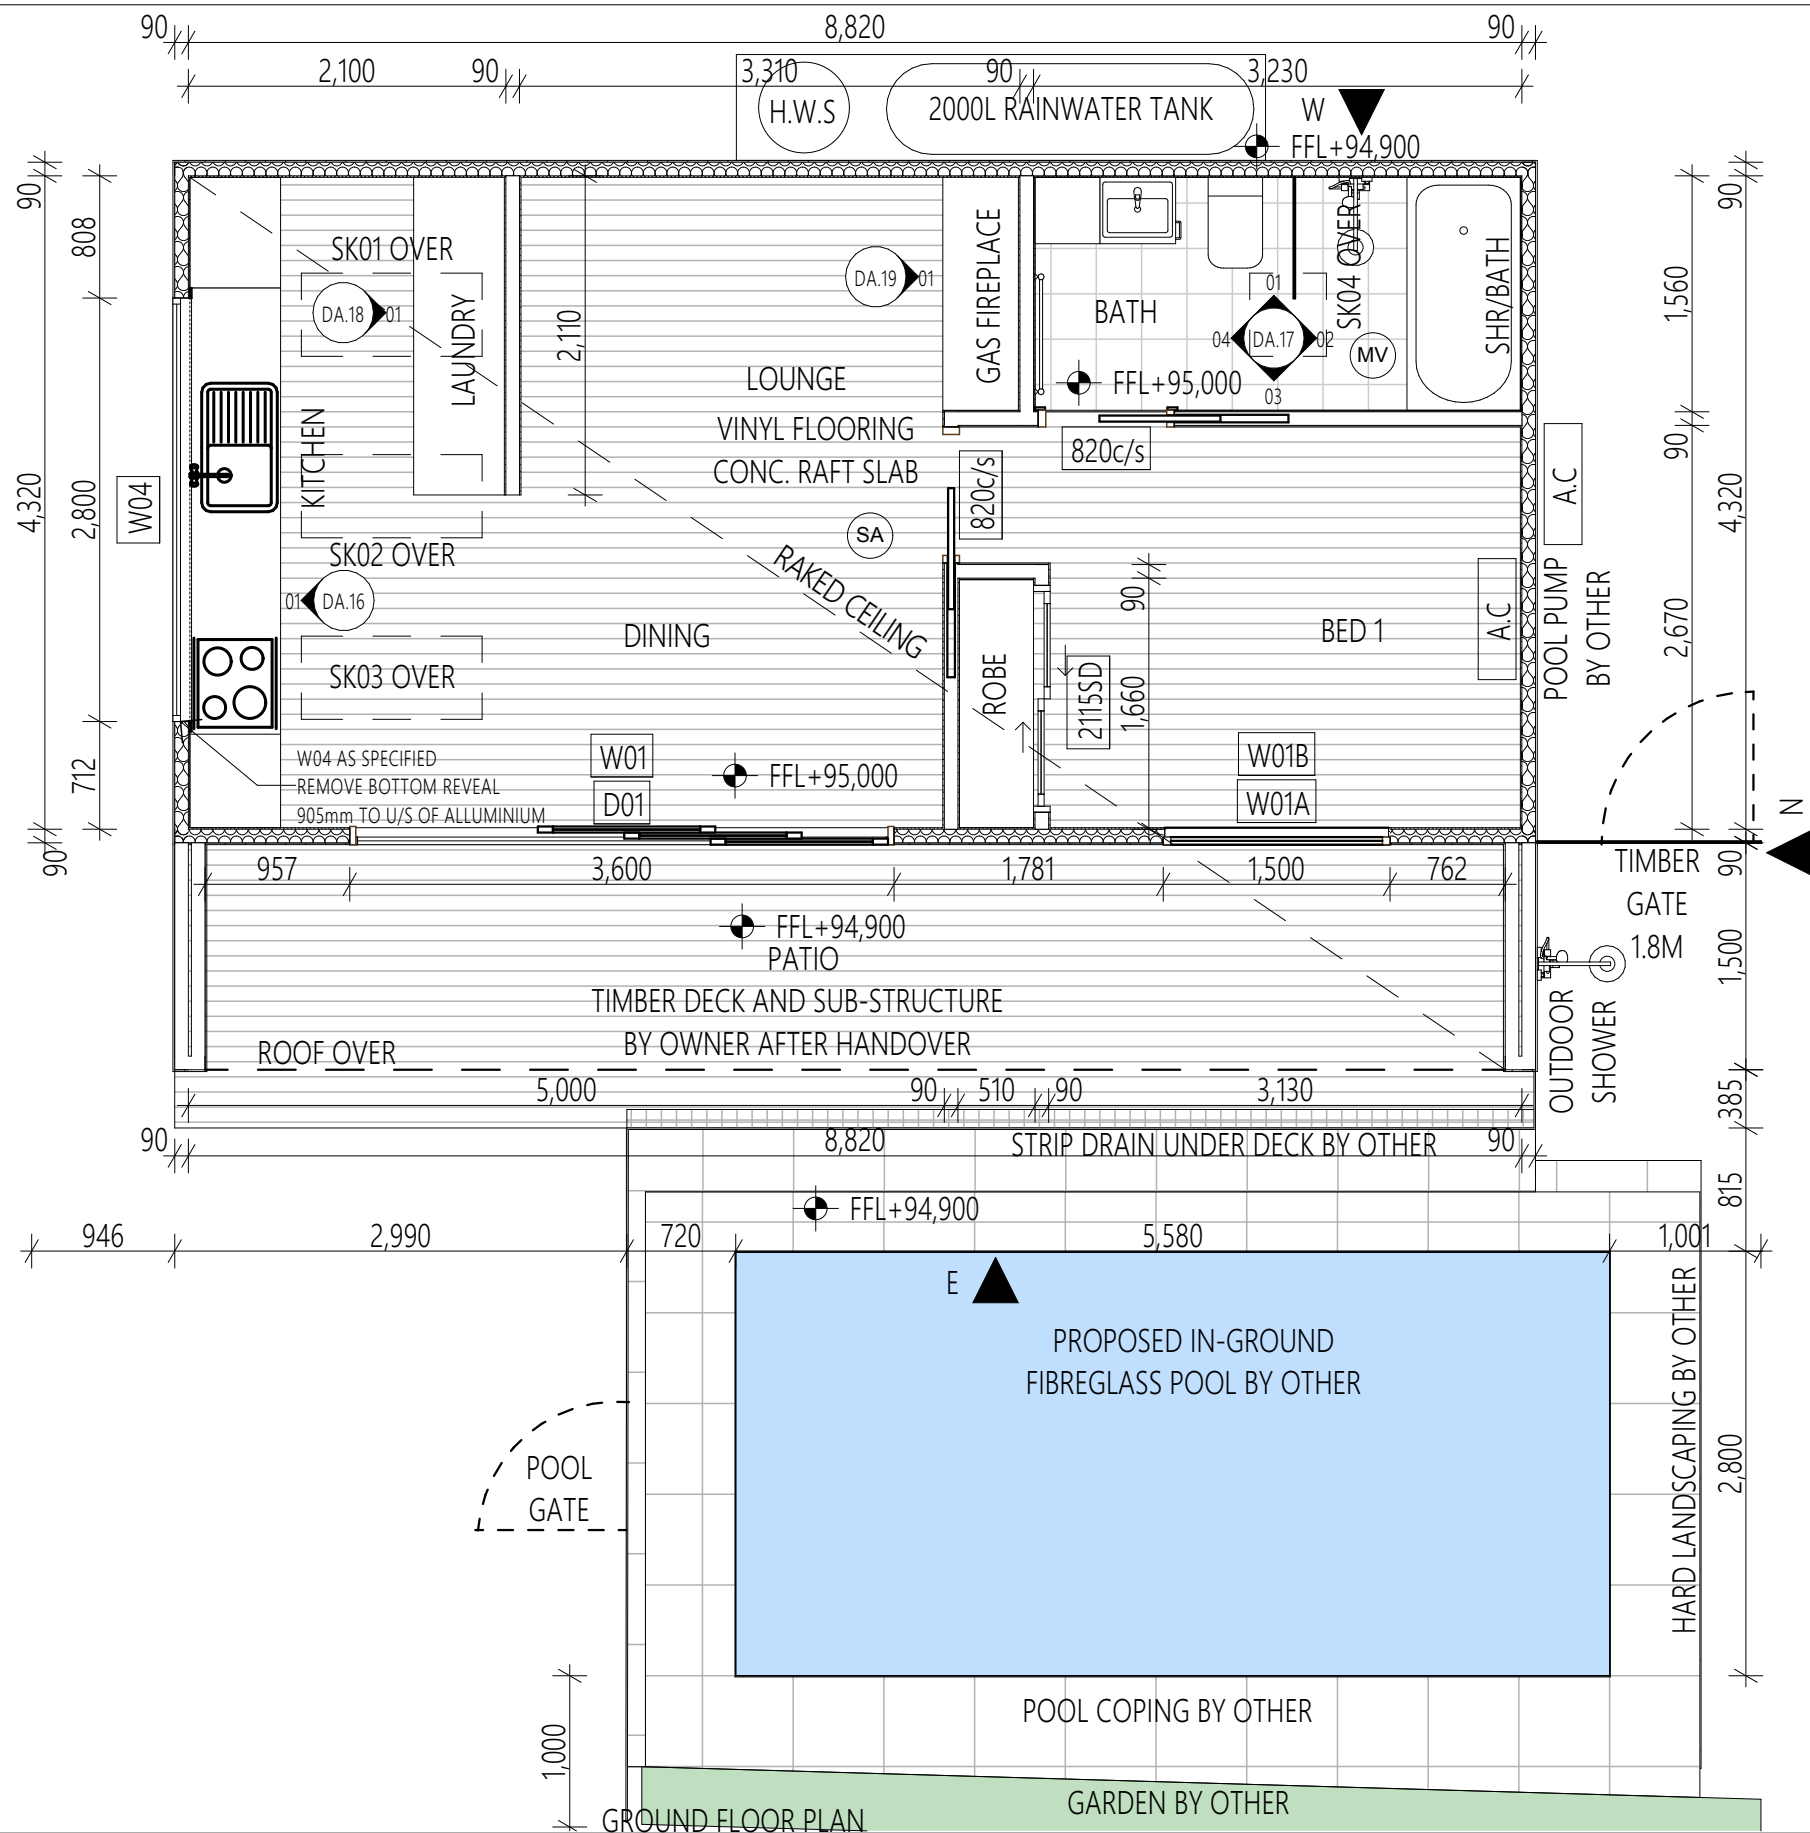 90
8,820
90
2,100
90
3,310
90
3,230
H.W.S
2000L RAINWATER TANK
W
FFL+94,900
90
808
4,320
2,800
W04
712
90
SK01 OVER
DA.18
01
LAUNDRY
KITCHEN
2,110
SK02 OVER
01
DA.16
SK03 OVER
W04 AS SPECIFIED
REMOVE BOTTOM REVEAL
905mm TO U/S OF ALLUMINIUM
DA.19
01
LOUNGE
VINYL FLOORING
CONC. RAFT SLAB
SA
RAKED CEILING
DINING
W01
D01
FFL+95,000
GAS FIREPLACE
BATH
FFL+95,000
01
04
DA.17
02
03
SK04 OVER
MV
SHR/BATH
820c/s
820c/s
ROBE
2115SD
90
1,660
BED 1
W01B
W01A
A.C
A.C
POOL PUMP
BY OTHER
1,560
90
90
4,320
2,670
N
TIMBER
GATE
1.8M
90
1,500
957
3,600
1,781
1,500
762
FFL+94,900
PATIO
TIMBER DECK AND SUB-STRUCTURE
BY OWNER AFTER HANDOVER
ROOF OVER
OUTDOOR
SHOWER
385
5,000
90
510
90
3,130
90
8,820
STRIP DRAIN UNDER DECK BY OTHER
90
815
FFL+94,900
946
2,990
720
5,580
1,001
E
PROPOSED IN-GROUND
FIBREGLASS POOL BY OTHER
HARD LANDSCAPING BY OTHER
2,800
POOL
GATE
POOL COPING BY OTHER
1,000
GARDEN BY OTHER
GROUND FLOOR PLAN